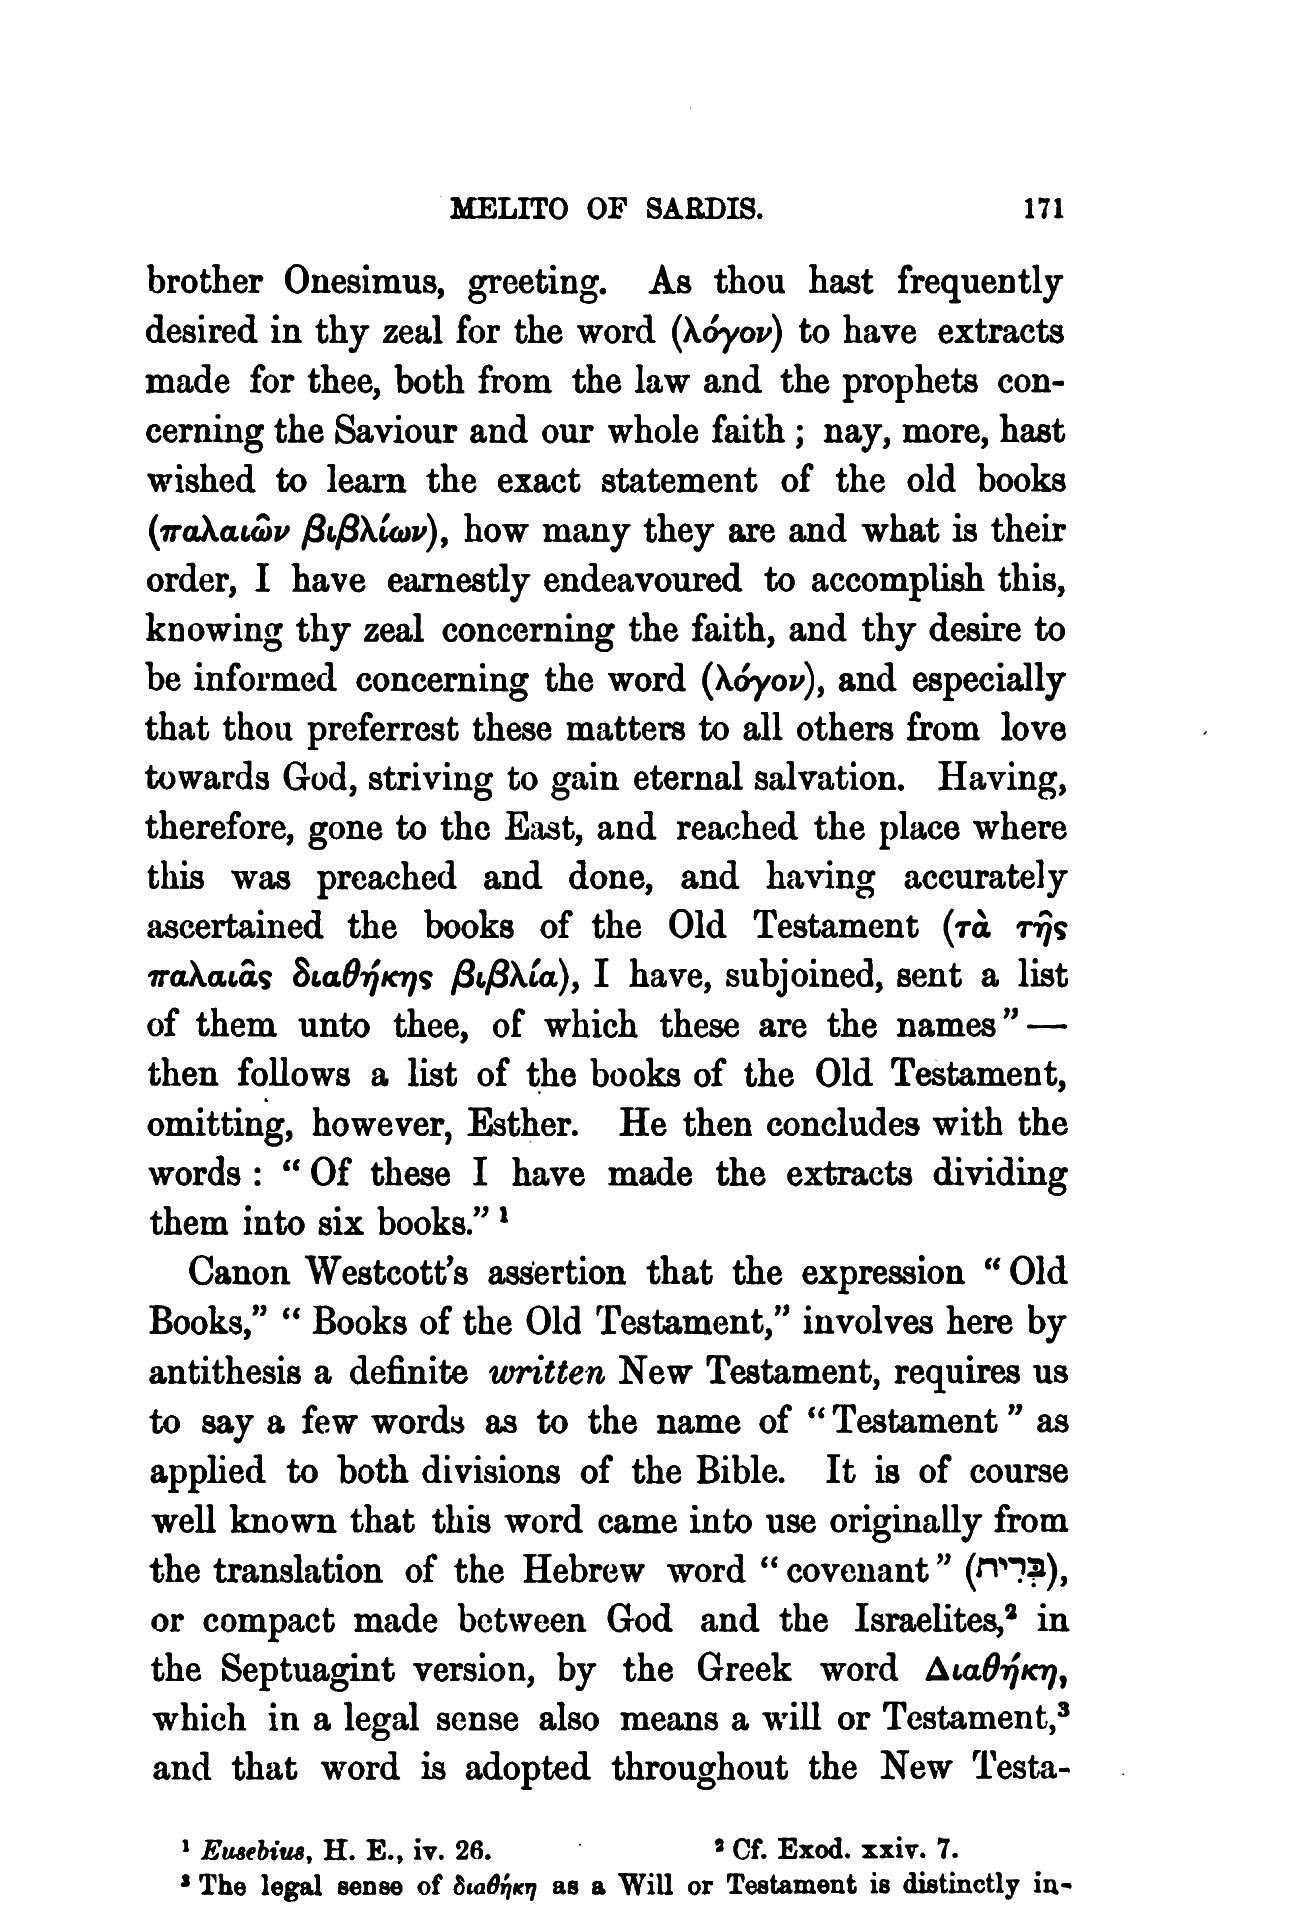 MELITO OF SARDIS. 171
brother Onesimus, greeting. As thou hast frequently
desired in thy zeal for the word (λόγον) to have extracts
made for thee, both from the law and the prophets con-
cerning the Saviour and our whole faith ; nay, more, hast
wished to learn the exact statement of the old books
(παλαιῶν βιβλίων), how many they are and what is their
order, I have earnestly endeavoured to accomplish this,
knowing thy zeal concerning the faith, and thy desire to
be informed concerning the word (λόγον), and especially
that thou preferrest these matters to all others from love
towards God, striving to gain eternal salvation. Having,
therefore, gone to the East, and reached the place where
this was preached and done, and having accurately
ascertained the books of the Old Testament (τὰ τῆς
παλαιᾶς διαθήκης βιβλία), I have, subjoined, sent a list
of them unto thee, of which these are the names”—
then follows a list of the books of the Old Testament,
omitting, however, Esther. He then concludes with the
words : “ Of these I have made the extracts dividing
them into six books.” ¹
Canon Westcott’s assertion that the expression “ Old
Books,” “ Books of the Old Testament,” involves here by
antithesis a definite written New Testament, requires us
to say a few words as to the name of “Testament” as
applied to both divisions of the Bible. It is of course
well known that this word came into use originally from
the translation of the Hebrew word “covenant” (בְּרִית),
or compact made between God and the Israelites,² in
the Septuagint version, by the Greek word Διαθήκη,
which in a legal sense also means a will or Testament,³
and that word is adopted throughout the New Testa-
¹ Eusebius, H. E., iv. 26. ² Cf. Exod. xxiv. 7.
³ The legal sense of διαθήκη as a Will or Testament is distinctly in-